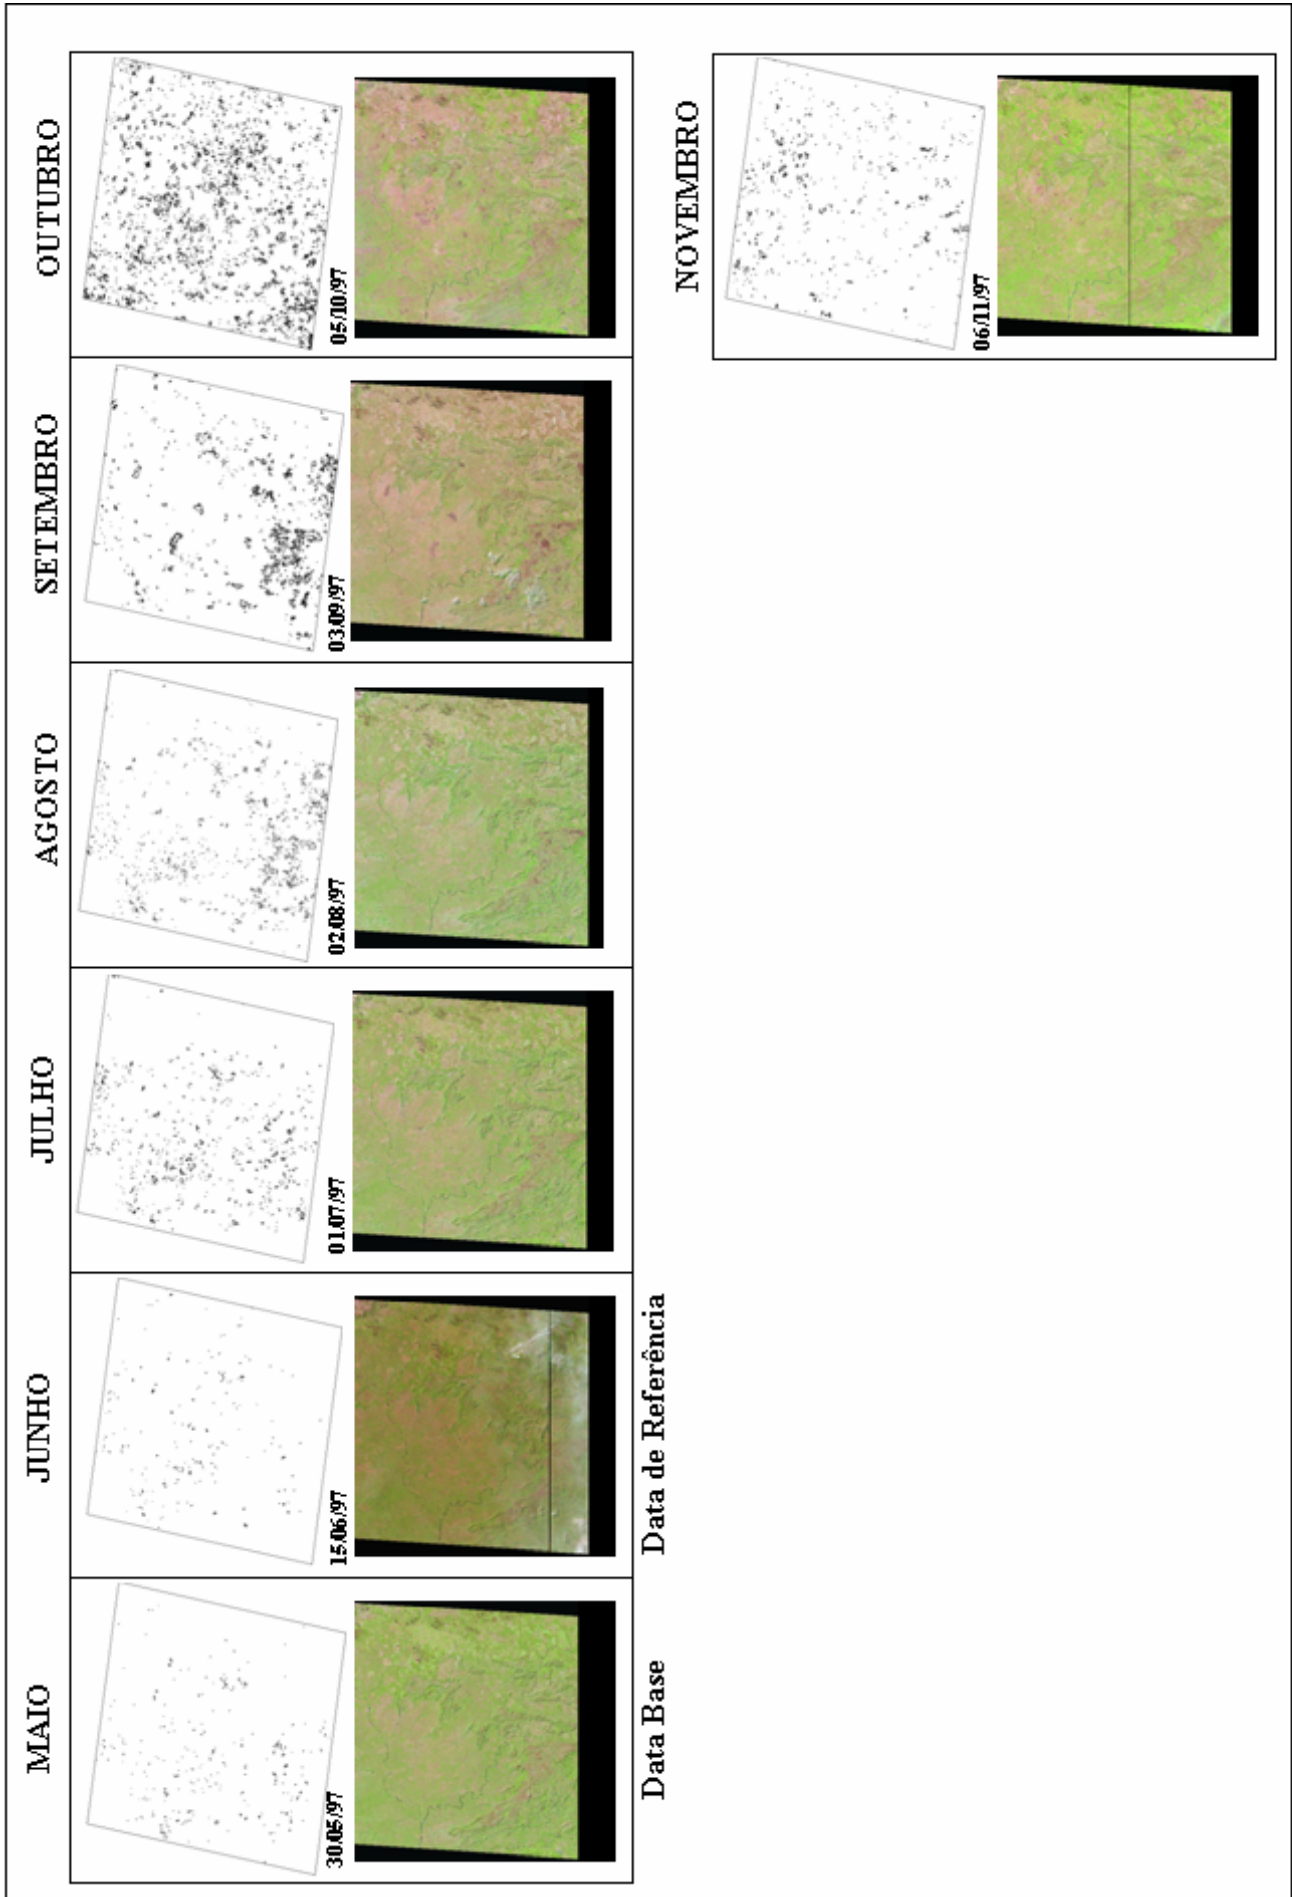 MAIO
JUNHO
JULHO
AGOSTO
SETEMBRO
OUTUBRO
30/05/97
15/06/97
01/07/97
02/08/97
03/09/97
05/10/97
Data Base
Data de Referência
NOVEMBRO
06/11/97